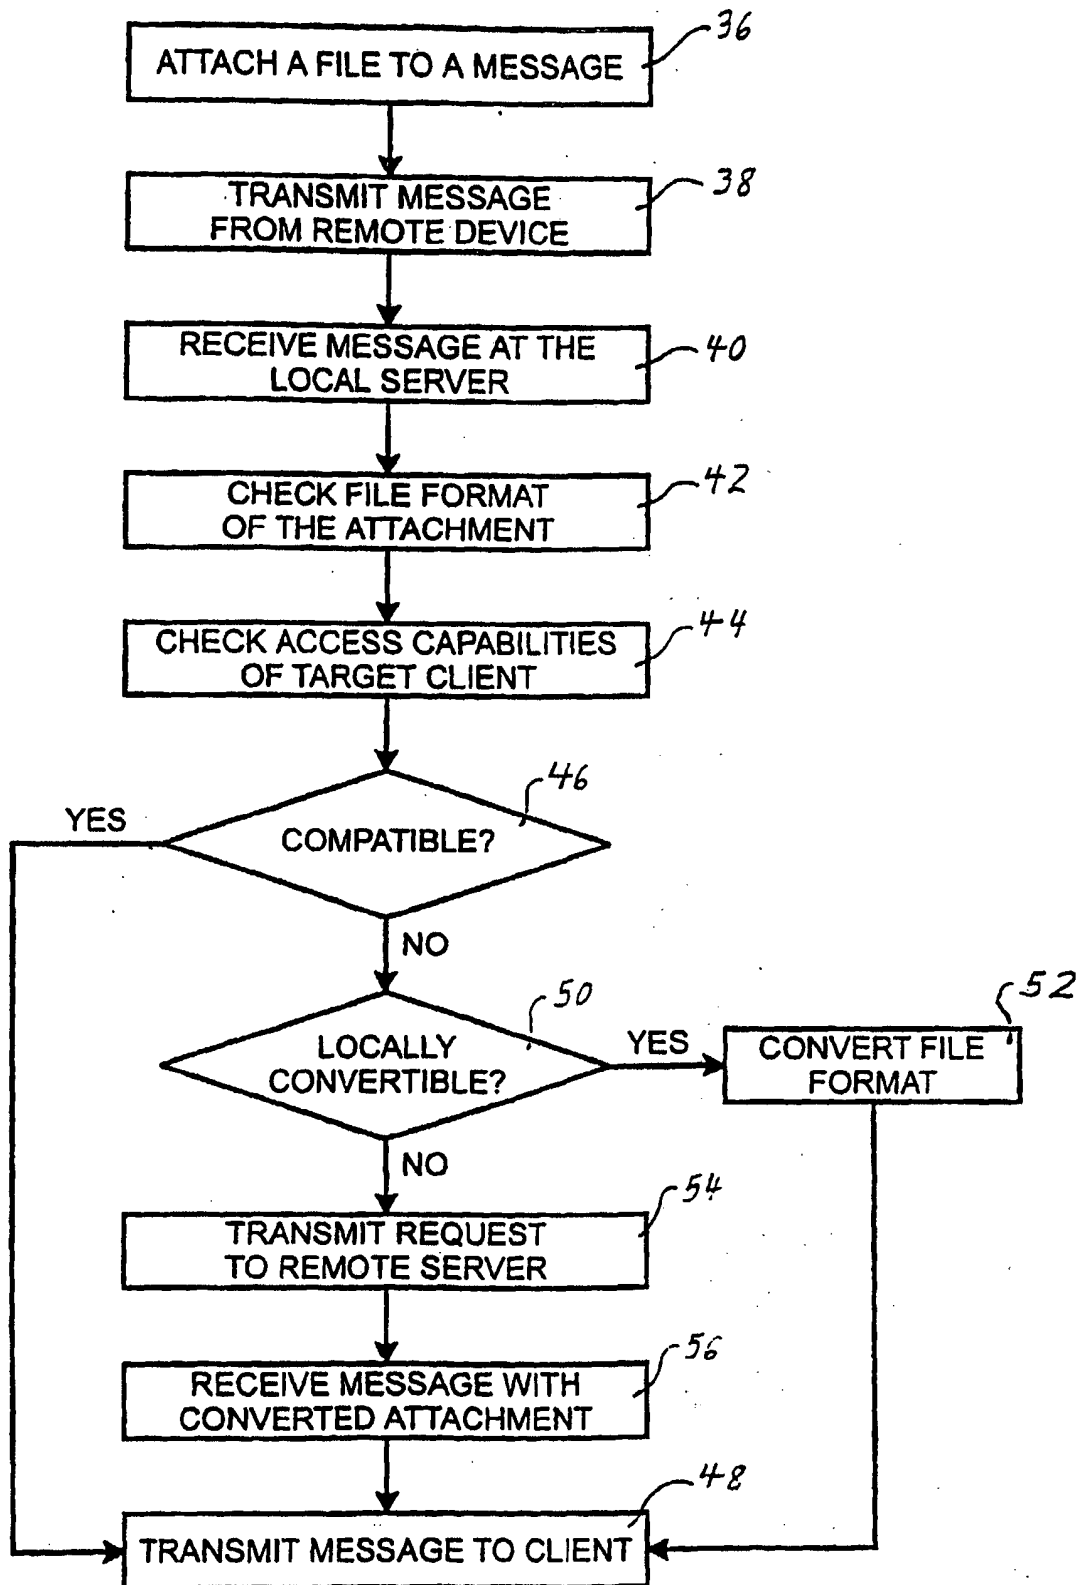 36
ATTACH A FILE TO A MESSAGE
38
TRANSMIT MESSAGE
FROM REMOTE DEVICE
40
RECEIVE MESSAGE AT THE
LOCAL SERVER
42
CHECK FILE FORMAT
OF THE ATTACHMENT
44
CHECK ACCESS CAPABILITIES
OF TARGET CLIENT
46
YES
COMPATIBLE?
NO
50
52
LOCALLY
CONVERTIBLE?
YES
CONVERT FILE
FORMAT
NO
54
TRANSMIT REQUEST
TO REMOTE SERVER
56
RECEIVE MESSAGE WITH
CONVERTED ATTACHMENT
48
TRANSMIT MESSAGE TO CLIENT